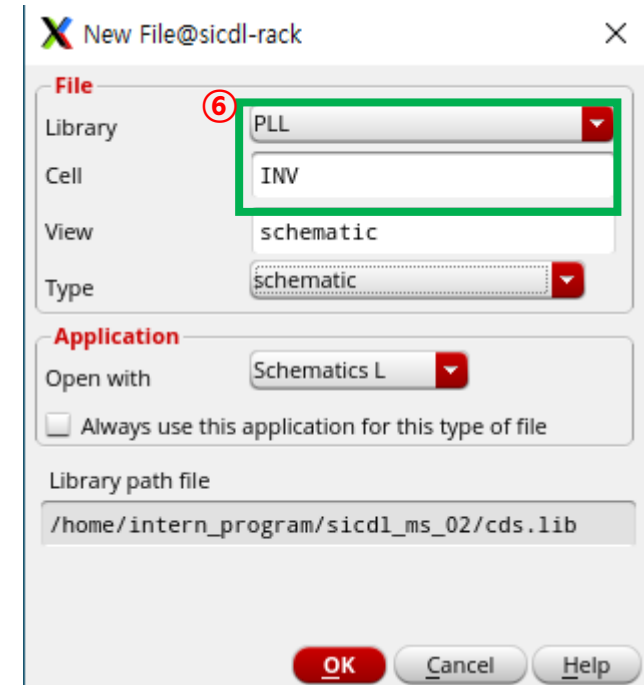 New File@sicdl-rack
File
⑥
Library PLL
Cell INV
View schematic
Type schematic
Application
Open with Schematics L
Always use this application for this type of file
Library path file
/home/intern_program/sicdl_ms_02/cds.lib
OK Cancel Help